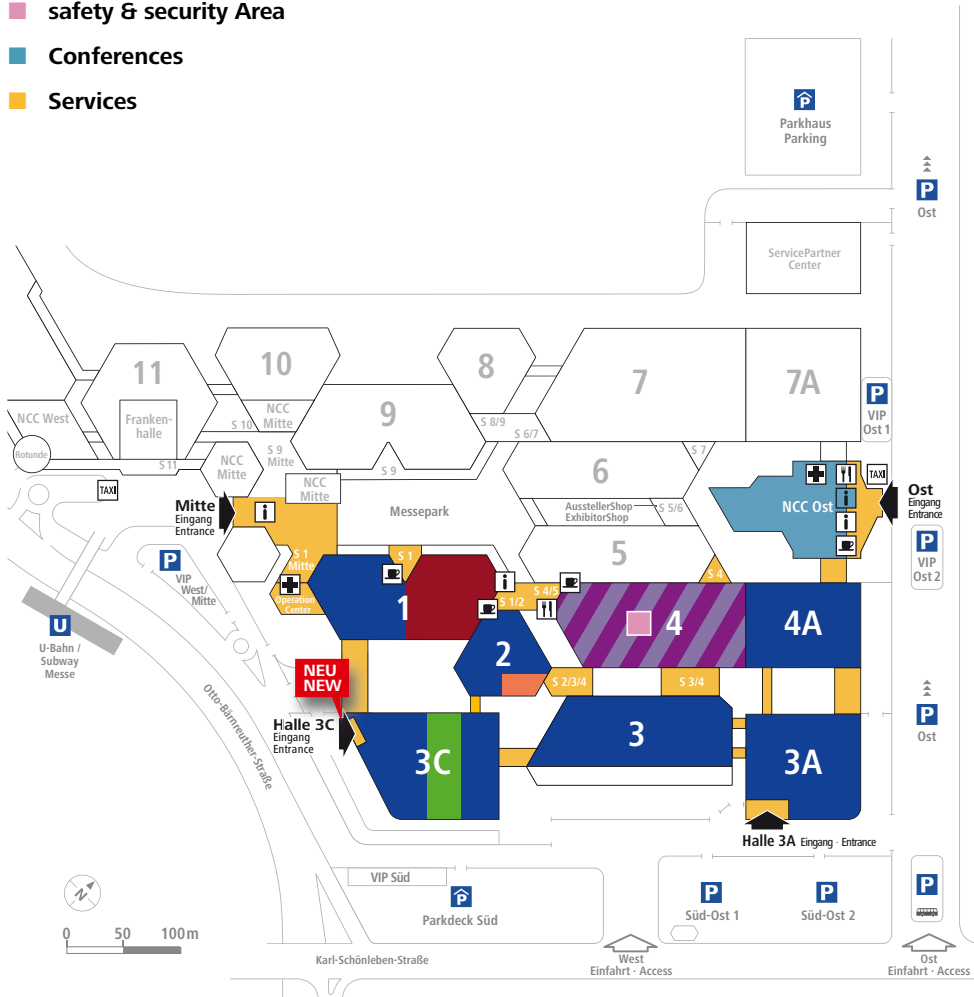 safety & security Area
Conferences
Services
P
Parkhaus
Parking
P
Ost
ServicePartner
Center
11
10
8
7
7A
9
P
VIP
Ost 1
NCC West
Franken-
halle
S 10
NCC
Mitte
S 8/9
S 6/7
Rotunde
S 11
NCC
Mitte
S 9
Mitte
S 9
S 7
6
TAXI
NCC
Mitte
TAXI
Mitte
Eingang
Entrance
i
Messepark
AusstellerShop
ExhibitorShop
S 5/6
NCC Ost
i
i
Ost
Eingang
Entrance
P
VIP
West/
Mitte
S 1
Mitte
S 1
5
S 4
P
VIP
Ost 2
Operation
Center
i
S 1/2
S 4/5
1
4
4A
U
U-Bahn /
Subway
Messe
2
NEU
NEW
S 2/3/4
S 3/4
Otto-Bärnreuther-Straße
Halle 3C
Eingang
Entrance
P
Ost
3C
3
3A
Halle 3A Eingang · Entrance
VIP Süd
P
Parkdeck Süd
P
Süd-Ost 1
P
Süd-Ost 2
P
N
0 50 100m
Karl-Schönleben-Straße
West
Einfahrt · Access
Ost
Einfahrt · Access